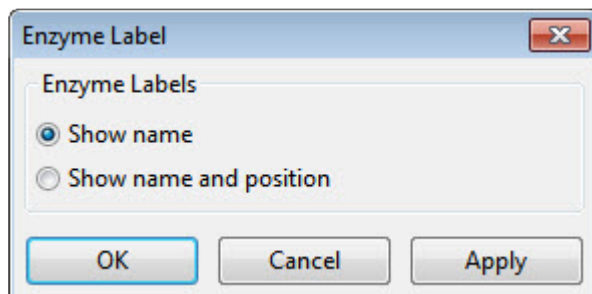 Enzyme Label
Enzyme Labels
Show name
Show name and position
OK Cancel Apply